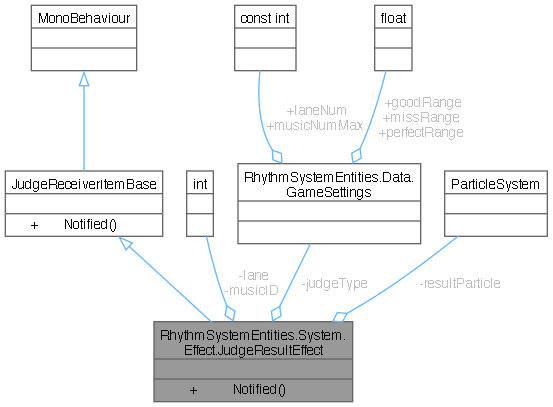 MonoBehaviour
const int
float
+laneNum
+musicNumMax
+goodRange
+missRange
+perfectRange
JudgeReceiverItemBase
+ Notified()
int
RhythmSystemEntities.Data.
GameSettings
ParticleSystem
-lane
-musicID
-judgeType
-resultParticle
RhythmSystemEntities.System.
Effect.JudgeResultEffect
+ Notified()